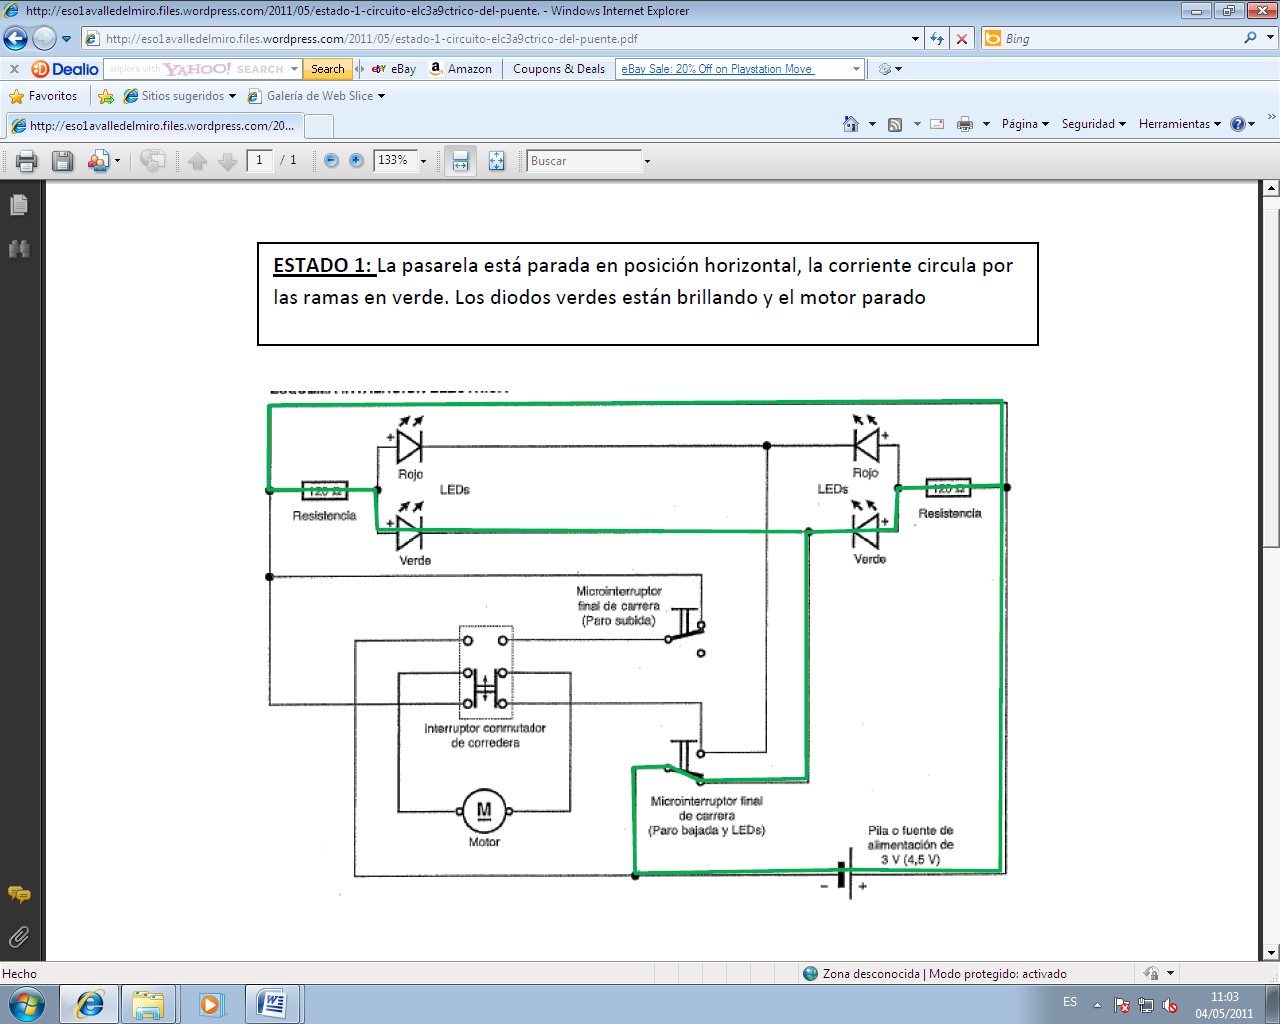 http://eso1avalledelmiro.files.wordpress.com/2011/05/estado-1-circuito-elc3a9ctrico-del-puente. - Windows Internet Explorer
http://eso1avalledelmiro.files.wordpress.com/2011/05/estado-1-circuito-elc3a9ctrico-del-puente.pdf
Bing
X Dealio explore with YAHOO! SEARCH Search eBay Amazon Coupons & Deals eBay Sale: 20% Off on Playstation Move
Favoritos Sitios sugeridos Galería de Web Slice
http://eso1avalledelmiro.files.wordpress.com/20...
Página Seguridad Herramientas
1 / 1 133% Buscar
ESTADO 1: La pasarela está parada en posición horizontal, la corriente circula por
las ramas en verde. Los diodos verdes están brillando y el motor parado
+ +
Rojo Rojo
LEDs LEDs
120 Ω 120 Ω
Resistencia Resistencia
+ +
Verde Verde
Microinterruptor
final de carrera
(Paro subida)
Interruptor conmutador
de corredera
M
Motor
Microinterruptor final
de carrera
(Paro bajada y LEDs)
Pila o fuente de
alimentación de
3 V (4,5 V)
– +
Hecho
Zona desconocida | Modo protegido: activado
ES
11:03
04/05/2011